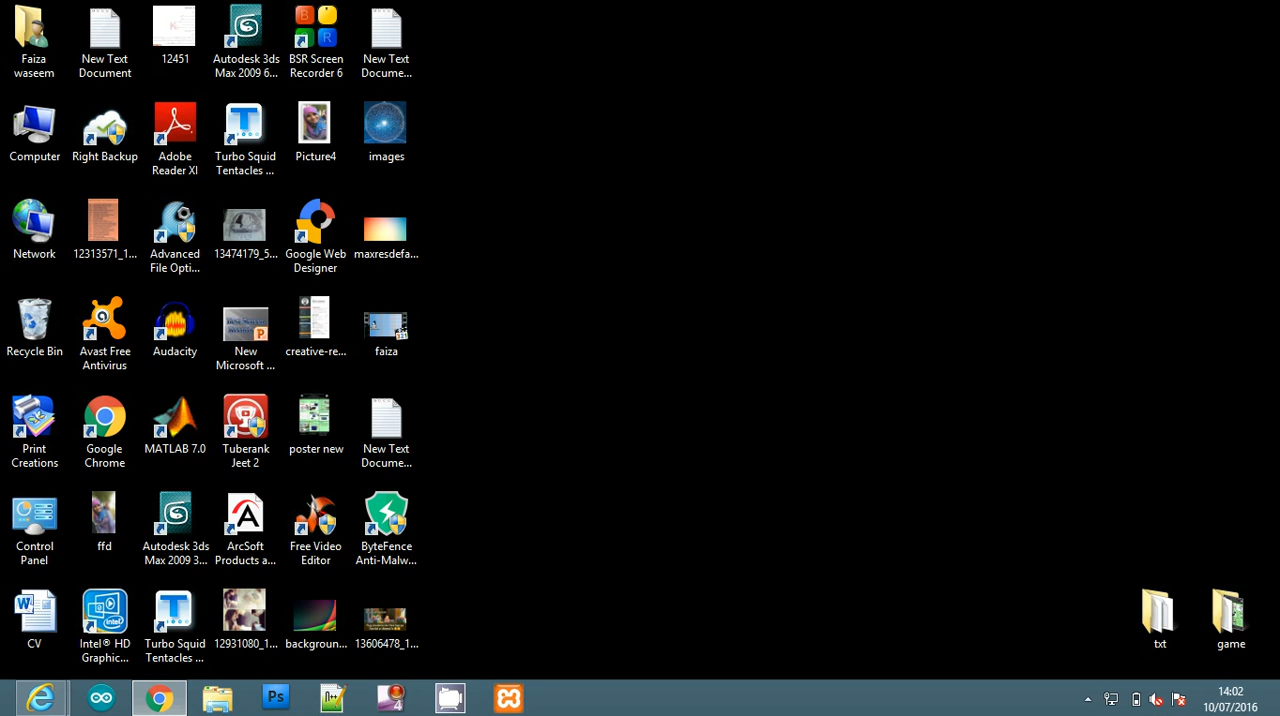 Faiza
waseem
New Text
Document
12451
Autodesk 3ds
Max 2009 6...
BSR Screen
Recorder 6
New Text
Docume...
Computer
Right Backup
Adobe
Reader XI
Turbo Squid
Tentacles ...
Picture4
images
Network
12313571_1...
Advanced
File Opti...
13474179_5...
Google Web
Designer
maxresdefa...
Recycle Bin
Avast Free
Antivirus
Audacity
New
Microsoft ...
creative-re...
faiza
Print
Creations
Google
Chrome
MATLAB 7.0
Tuberank
Jeet 2
poster new
New Text
Docume...
Control
Panel
ffd
Autodesk 3ds
Max 2009 3...
ArcSoft
Products a...
Free Video
Editor
ByteFence
Anti-Malw...
CV
Intel® HD
Graphic...
Turbo Squid
Tentacles ...
12931080_1...
backgroun...
13606478_1...
txt
game
Ps
14:02
10/07/2016